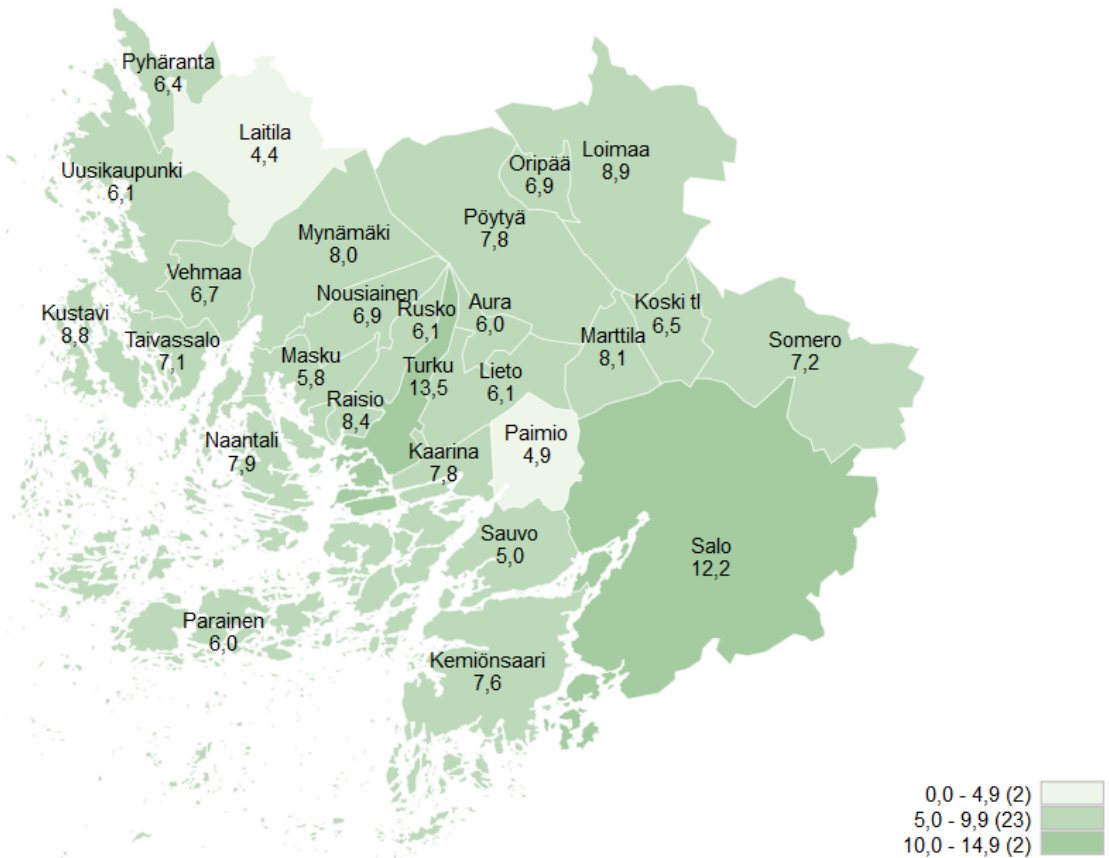 Pyhäranta
6,4
Laitila
4,4
Uusikaupunki
6,1
Oripää
6,9
Loimaa
8,9
Pöytyä
7,8
Mynämäki
8,0
Vehmaa
6,7
Nousiainen
6,9
Rusko
6,1
Aura
6,0
Koski tl
6,5
Kustavi
8,8
Taivassalo
7,1
Marttila
8,1
Somero
7,2
Masku
5,8
Turku
13,5
Lieto
6,1
Raisio
8,4
Naantali
7,9
Kaarina
7,8
Paimio
4,9
Sauvo
5,0
Salo
12,2
Parainen
6,0
Kemiönsaari
7,6
0,0 - 4,9 (2)
5,0 - 9,9 (23)
10,0 - 14,9 (2)